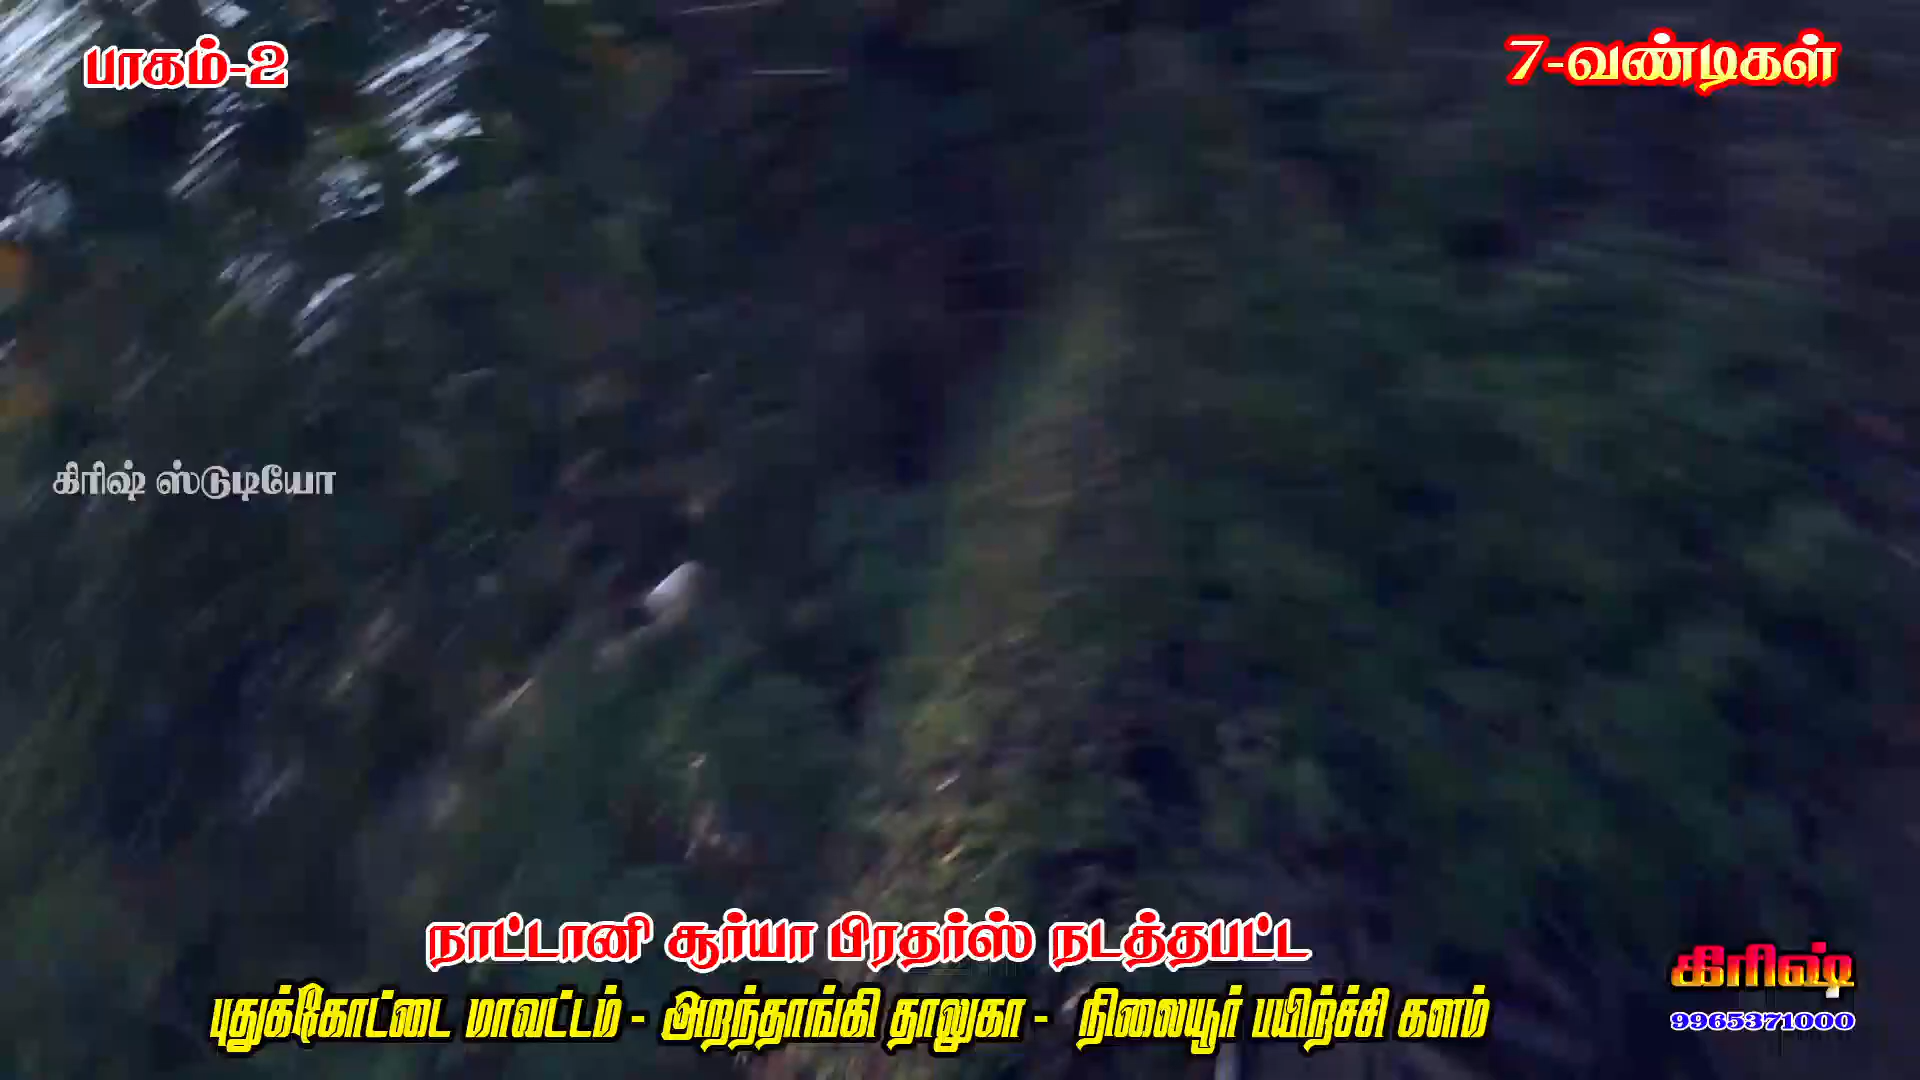 பாகம்-2
7-வண்டிகள்
கிரிஷ் ஸ்டுடியோ
நாட்டானி சூர்யா பிரதர்ஸ் நடத்தபட்ட
புதுக்கோட்டை மாவட்டம் - அறந்தாங்கி தாலுகா - நிலையூர் பயிற்ச்சி களம்
கிரிஷ்
9965371000